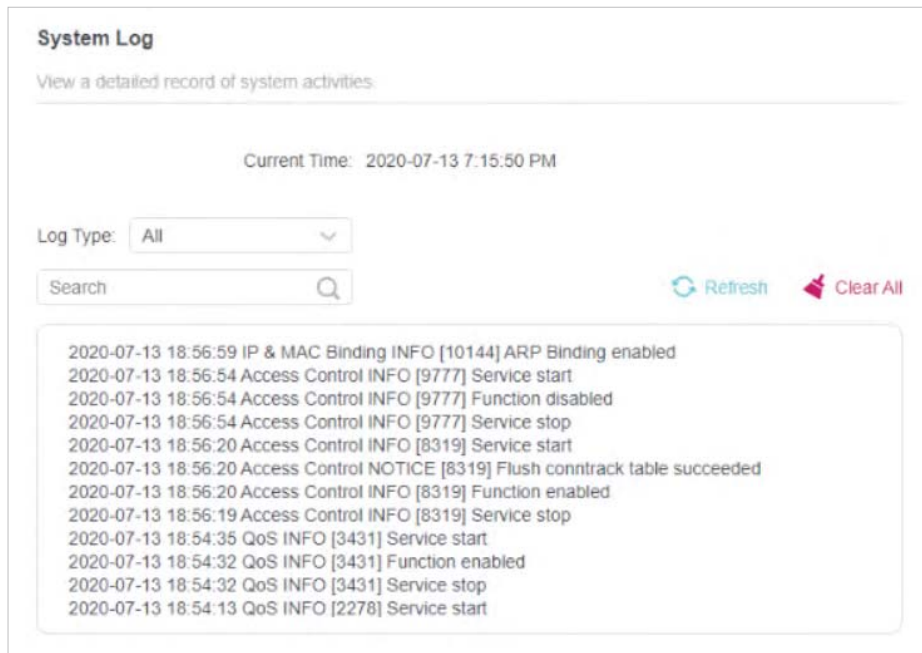 System Log
View a detailed record of system activities.
Current Time: 2020-07-13 7:15:50 PM
Log Type: All
Search
Refresh
Clear All
2020-07-13 18:56:59 IP & MAC Binding INFO [10144] ARP Binding enabled
2020-07-13 18:56:54 Access Control INFO [9777] Service start
2020-07-13 18:56:54 Access Control INFO [9777] Function disabled
2020-07-13 18:56:54 Access Control INFO [9777] Service stop
2020-07-13 18:56:20 Access Control INFO [8319] Service start
2020-07-13 18:56:20 Access Control NOTICE [8319] Flush conntrack table succeeded
2020-07-13 18:56:20 Access Control INFO [8319] Function enabled
2020-07-13 18:56:19 Access Control INFO [8319] Service stop
2020-07-13 18:54:35 QoS INFO [3431] Service start
2020-07-13 18:54:32 QoS INFO [3431] Function enabled
2020-07-13 18:54:32 QoS INFO [3431] Service stop
2020-07-13 18:54:13 QoS INFO [2278] Service start